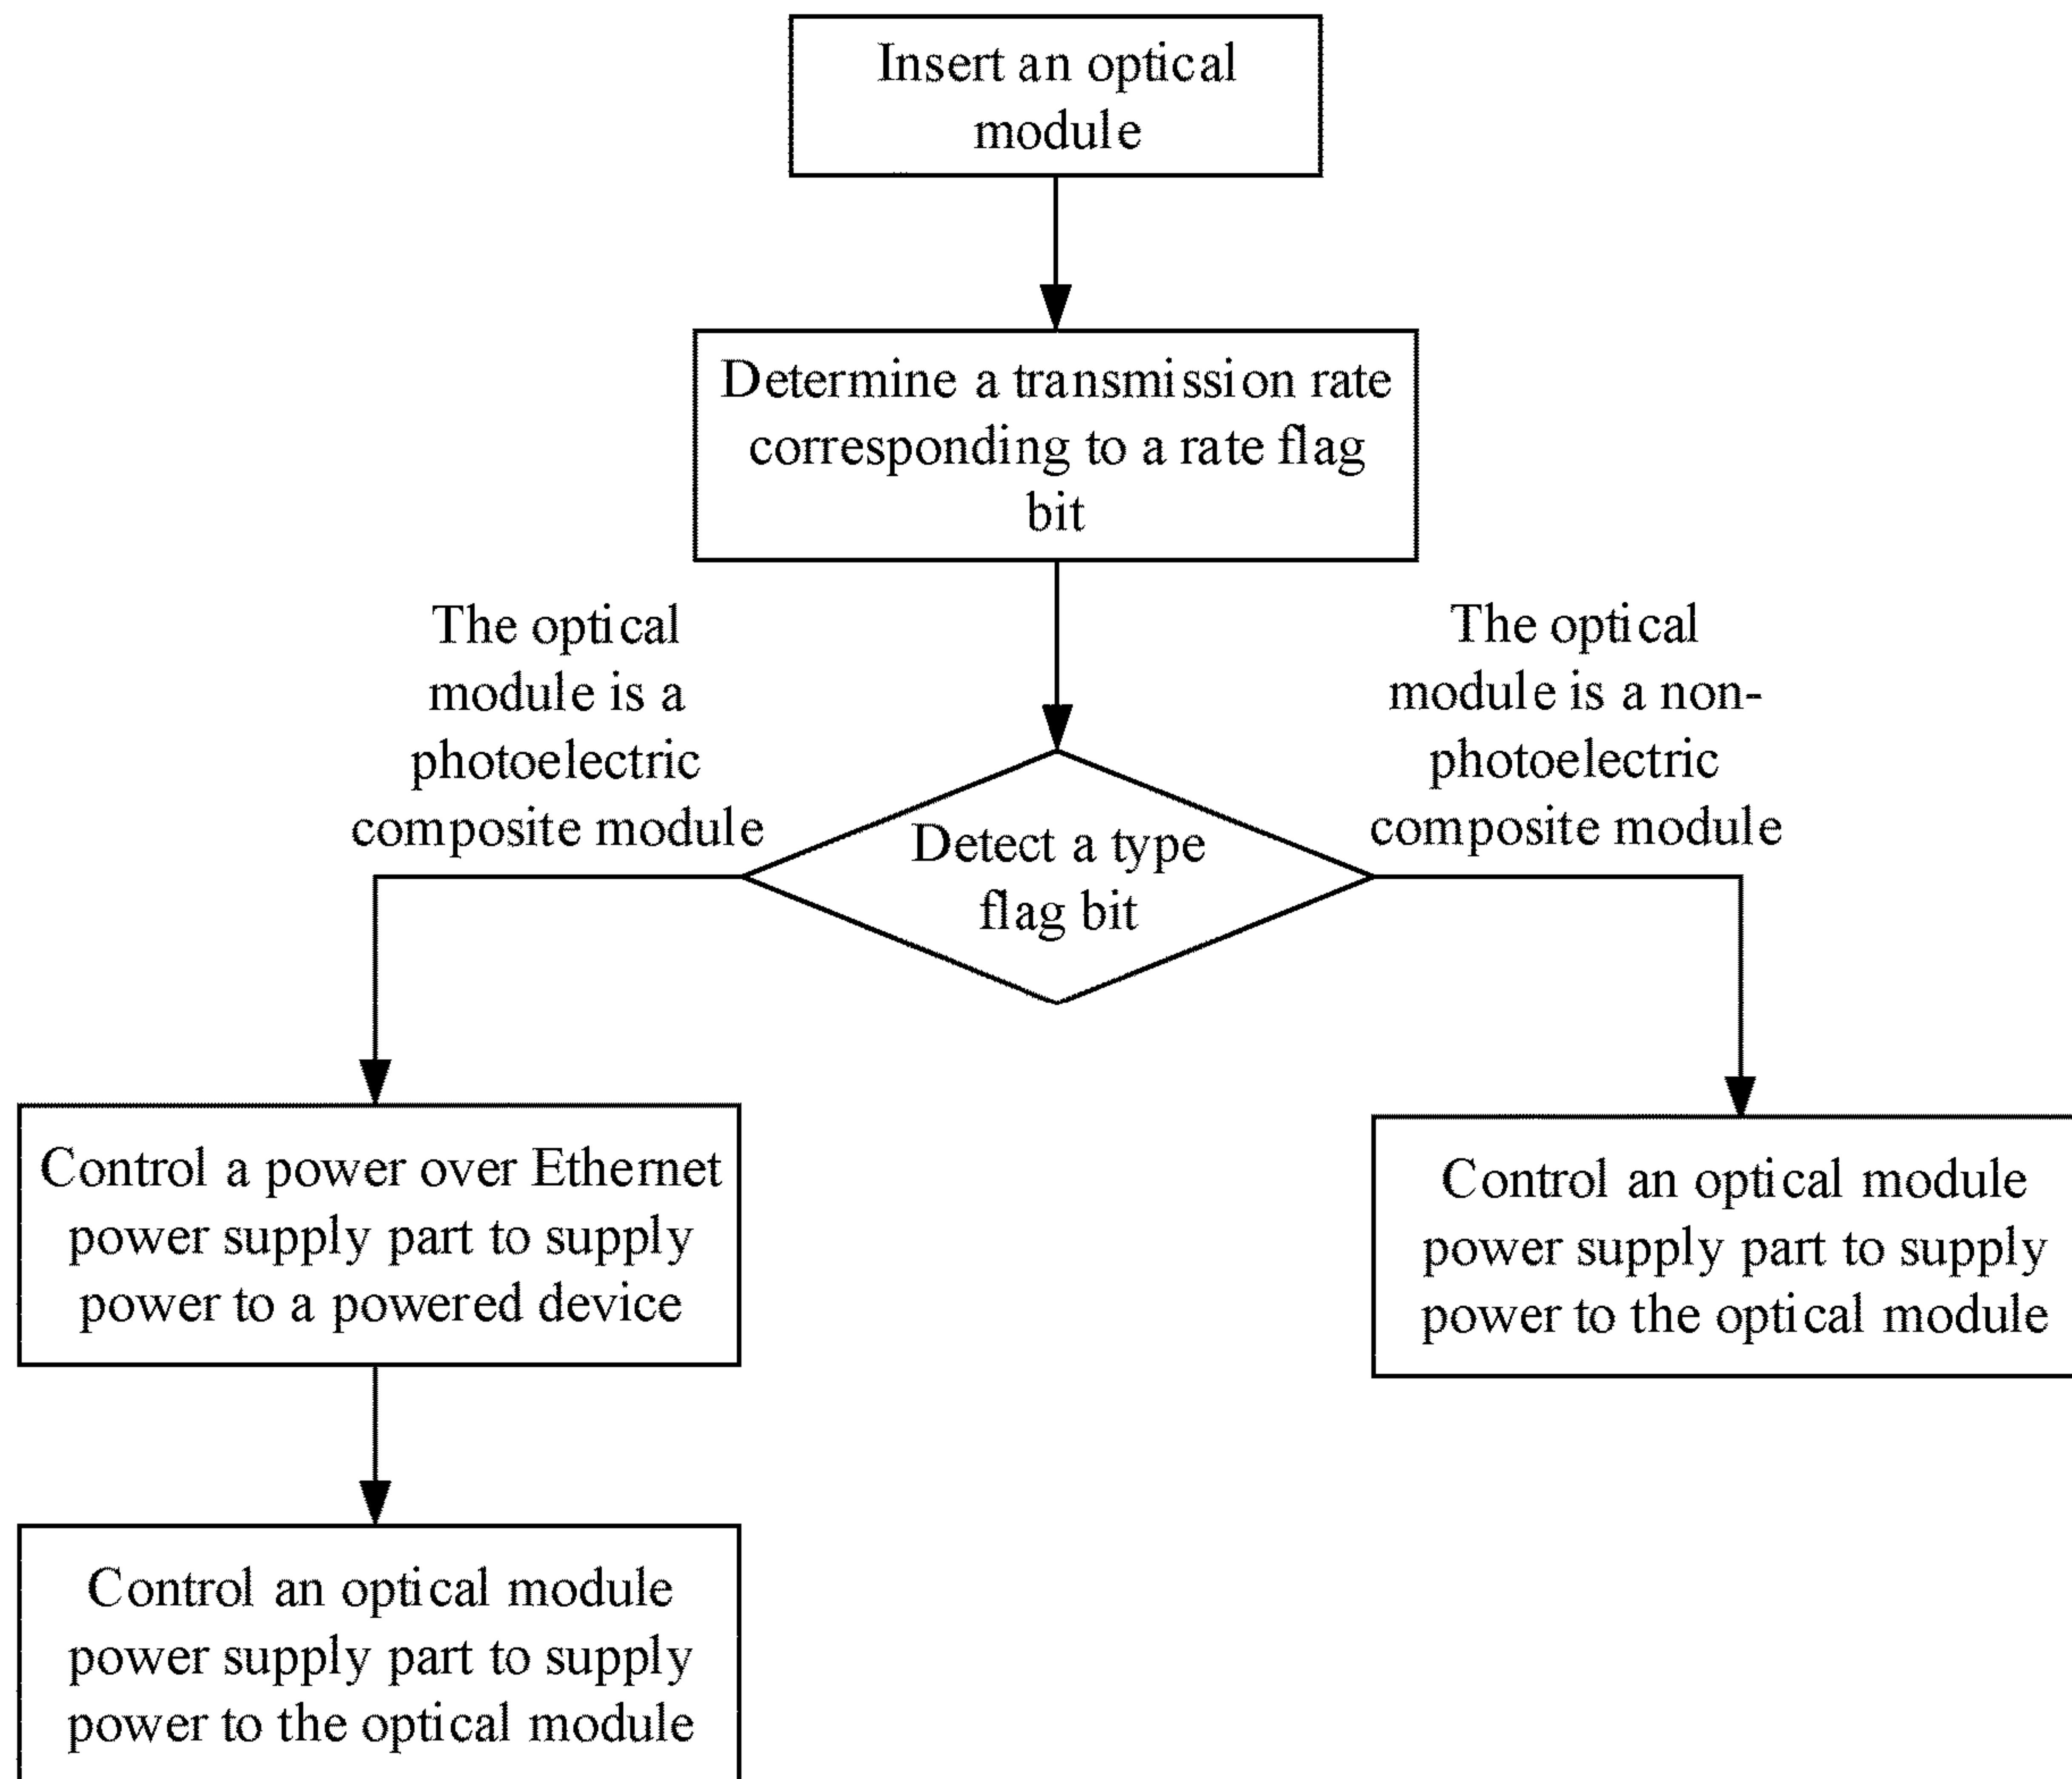 Insert an optical
module
Determine a transmission rate
corresponding to a rate flag
bit
The optical
module is a
photoelectric
composite module
The optical
module is a non-
photoelectric
composite module
Detect a type
flag bit
Control a power over Ethernet
power supply part to supply
power to a powered device
Control an optical module
power supply part to supply
power to the optical module
Control an optical module
power supply part to supply
power to the optical module